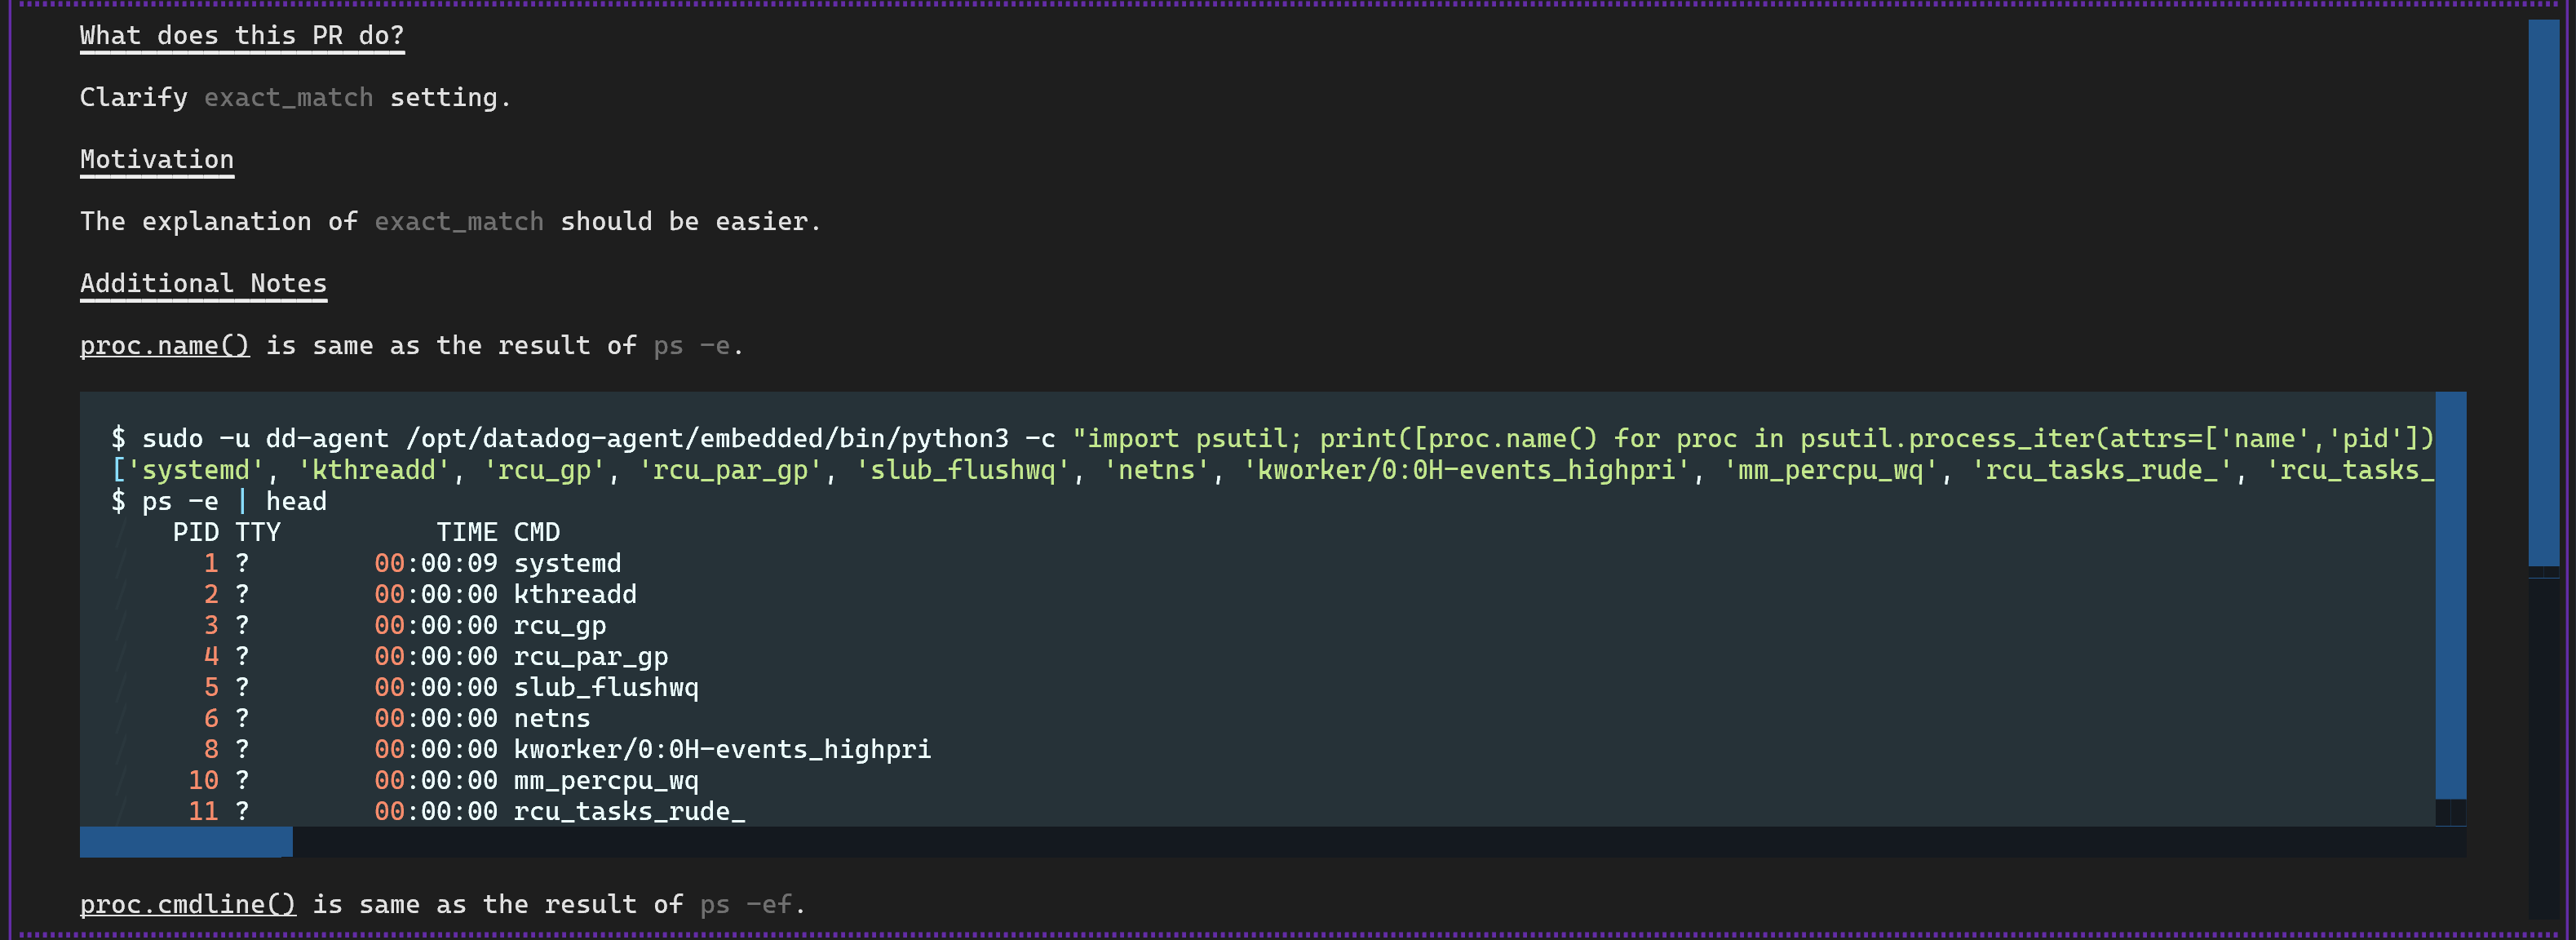 What does this PR do?
Clarify exact_match setting.
Motivation
The explanation of exact_match should be easier.
Additional Notes
proc.name() is same as the result of ps -e.
$ sudo -u dd-agent /opt/datadog-agent/embedded/bin/python3 -c "import psutil; print([proc.name() for proc in psutil.process_iter(attrs=['name','pid'])
['systemd', 'kthreadd', 'rcu_gp', 'rcu_par_gp', 'slub_flushwq', 'netns', 'kworker/0:0H-events_highpri', 'mm_percpu_wq', 'rcu_tasks_rude_', 'rcu_tasks_
$ ps -e | head
    PID TTY          TIME CMD
      1 ?        00:00:09 systemd
      2 ?        00:00:00 kthreadd
      3 ?        00:00:00 rcu_gp
      4 ?        00:00:00 rcu_par_gp
      5 ?        00:00:00 slub_flushwq
      6 ?        00:00:00 netns
      8 ?        00:00:00 kworker/0:0H-events_highpri
     10 ?        00:00:00 mm_percpu_wq
     11 ?        00:00:00 rcu_tasks_rude_
proc.cmdline() is same as the result of ps -ef.